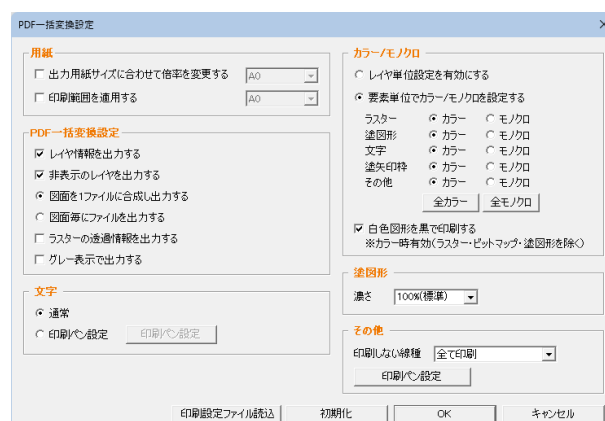 PDF一括変換設定
用紙
出力用紙サイズに合わせて倍率を変更する
A0
印刷範囲を適用する
A0
PDF一括変換設定
レイヤ情報を出力する
非表示のレイヤを出力する
図面を1ファイルに合成し出力する
図面毎にファイルを出力する
ラスターの透過情報を出力する
グレー表示で出力する
文字
通常
印刷ペン設定 印刷ペン設定
カラー/モノクロ
レイヤ単位設定を有効にする
要素単位でカラー/モノクロを設定する
ラスター カラー モノクロ
塗図形 カラー モノクロ
文字 カラー モノクロ
塗矢印枠 カラー モノクロ
その他 カラー モノクロ
全カラー 全モノクロ
白色図形を黒で印刷する
※カラー時有効(ラスター・ビットマップ・塗図形を除く)
塗図形
濃さ 100%(標準)
その他
印刷しない線種 全て印刷
印刷ペン設定
印刷設定ファイル読込 初期化 OK キャンセル